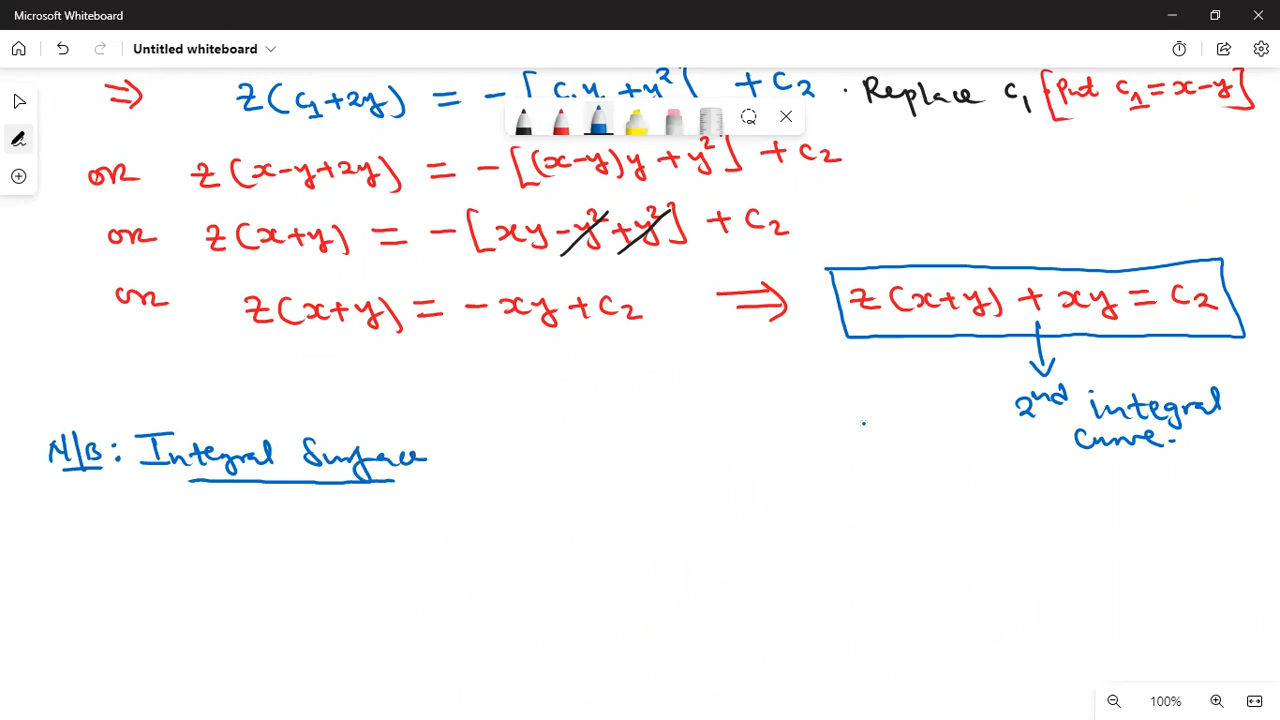 Microsoft Whiteboard
Untitled whiteboard
⇒ z(c₁+2y) = -[c₁y + y²] + c₂ . Replace c₁ [Put c₁ = x-y]
or z(x-y+2y) = -[(x-y)y + y²] + c₂
or z(x+y) = -[xy - y² + y²] + c₂
or z(x+y) = -xy + c₂ ⇒ z(x+y) + xy = c₂
2nd integral
curve.
N/B: Integral Surface
100%